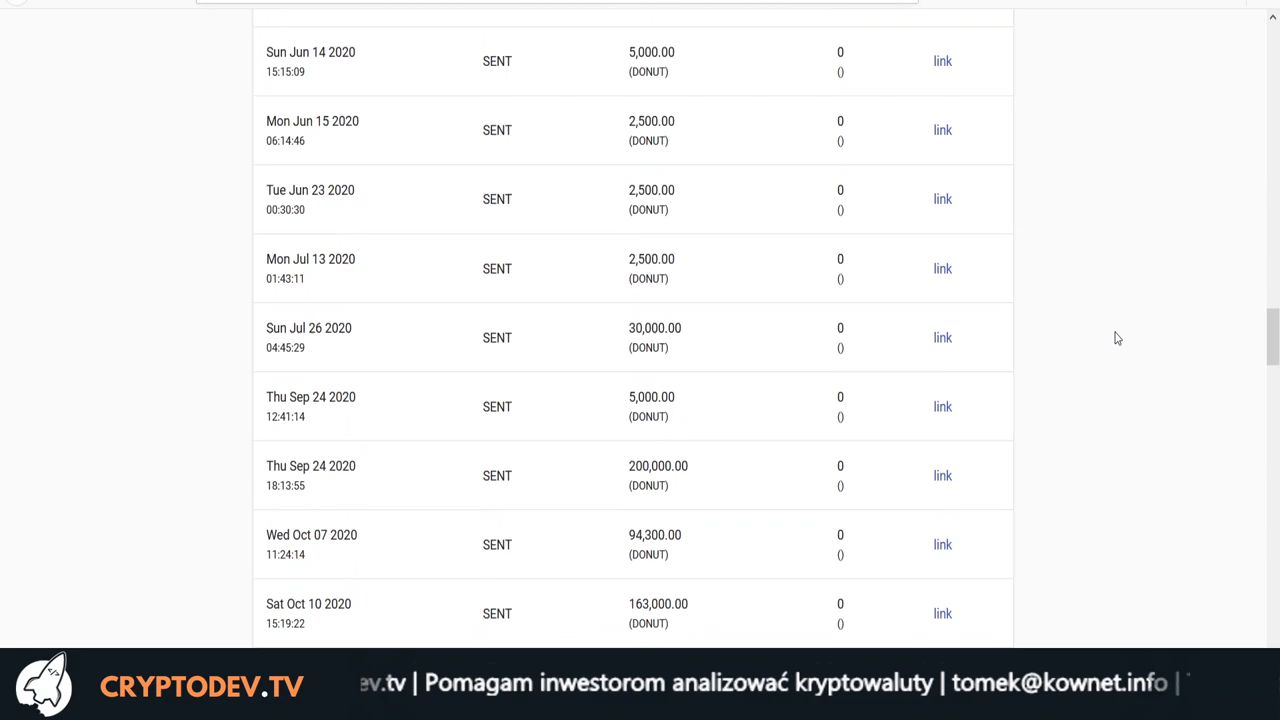 Sun Jun 14 2020 SENT 5,000.00 0 link
15:15:09 (DONUT) ()
Mon Jun 15 2020 SENT 2,500.00 0 link
06:14:46 (DONUT) ()
Tue Jun 23 2020 SENT 2,500.00 0 link
00:30:30 (DONUT) ()
Mon Jul 13 2020 SENT 2,500.00 0 link
01:43:11 (DONUT) ()
Sun Jul 26 2020 SENT 30,000.00 0 link
04:45:29 (DONUT) ()
Thu Sep 24 2020 SENT 5,000.00 0 link
12:41:14 (DONUT) ()
Thu Sep 24 2020 SENT 200,000.00 0 link
18:13:55 (DONUT) ()
Wed Oct 07 2020 SENT 94,300.00 0 link
11:24:14 (DONUT) ()
Sat Oct 10 2020 SENT 163,000.00 0 link
15:19:22 (DONUT) ()
CRYPTODEV.TV ev.tv | Pomagam inwestorom analizować kryptowaluty | tomek@kownet.info |